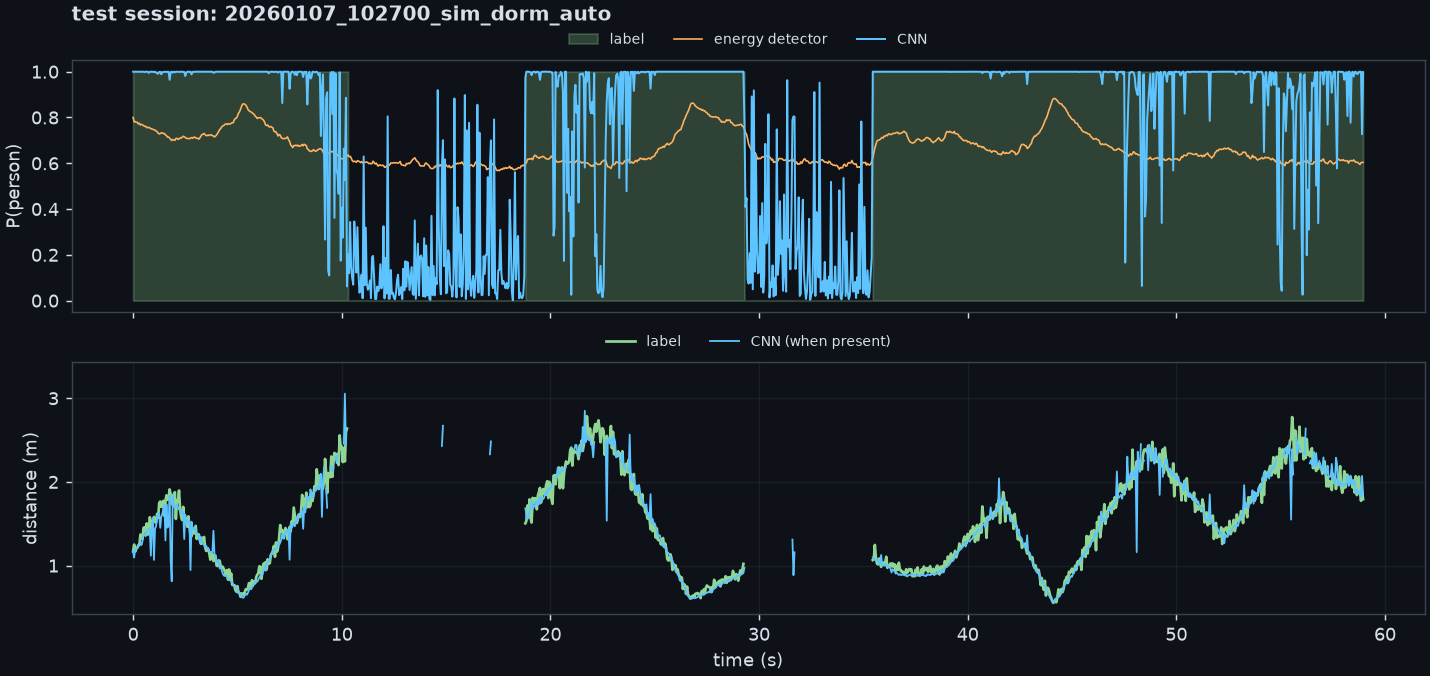 test session: 20260107_102700_sim_dorm_auto
label energy detector CNN
P(person)
1.0
0.8
0.6
0.4
0.2
0.0
label CNN (when present)
distance (m)
3
2
1
0 10 20 30 40 50 60
time (s)